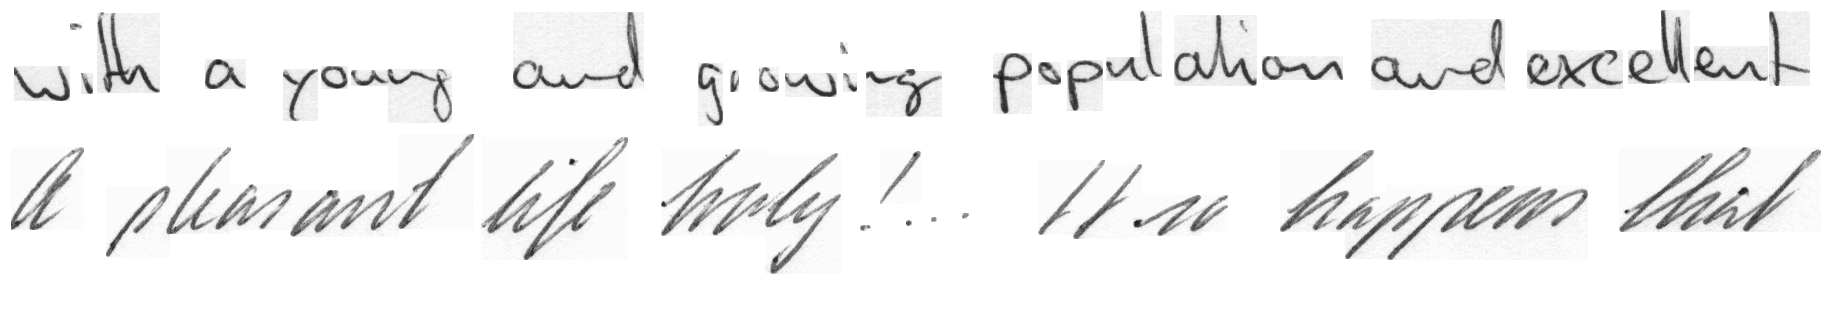 with a young and growing population and excellent
A pleasant life truly! ... It so happens that